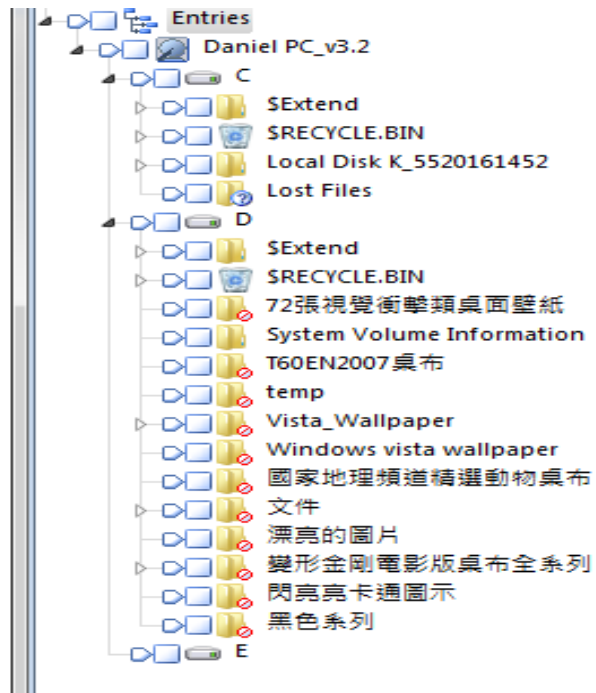 Entries
Daniel PC_v3.2
C
$Extend
$RECYCLE.BIN
Local Disk K_5520161452
Lost Files
D
$Extend
$RECYCLE.BIN
72張視覺衝擊類桌面壁紙
System Volume Information
T60EN2007桌布
temp
Vista_Wallpaper
Windows vista wallpaper
國家地理頻道精選動物桌布
文件
漂亮的圖片
變形金剛電影版桌布全系列
閃亮亮卡通圖示
黑色系列
E